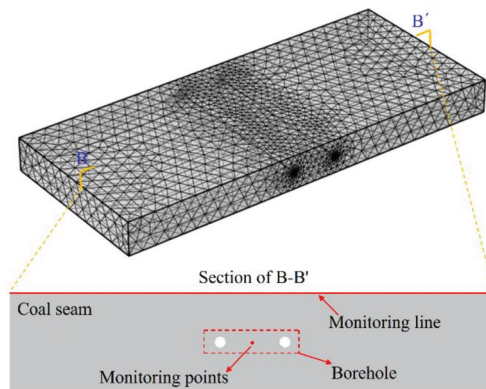 B'
B
Section of B-B'
Coal seam
Monitoring line
Monitoring points
Borehole